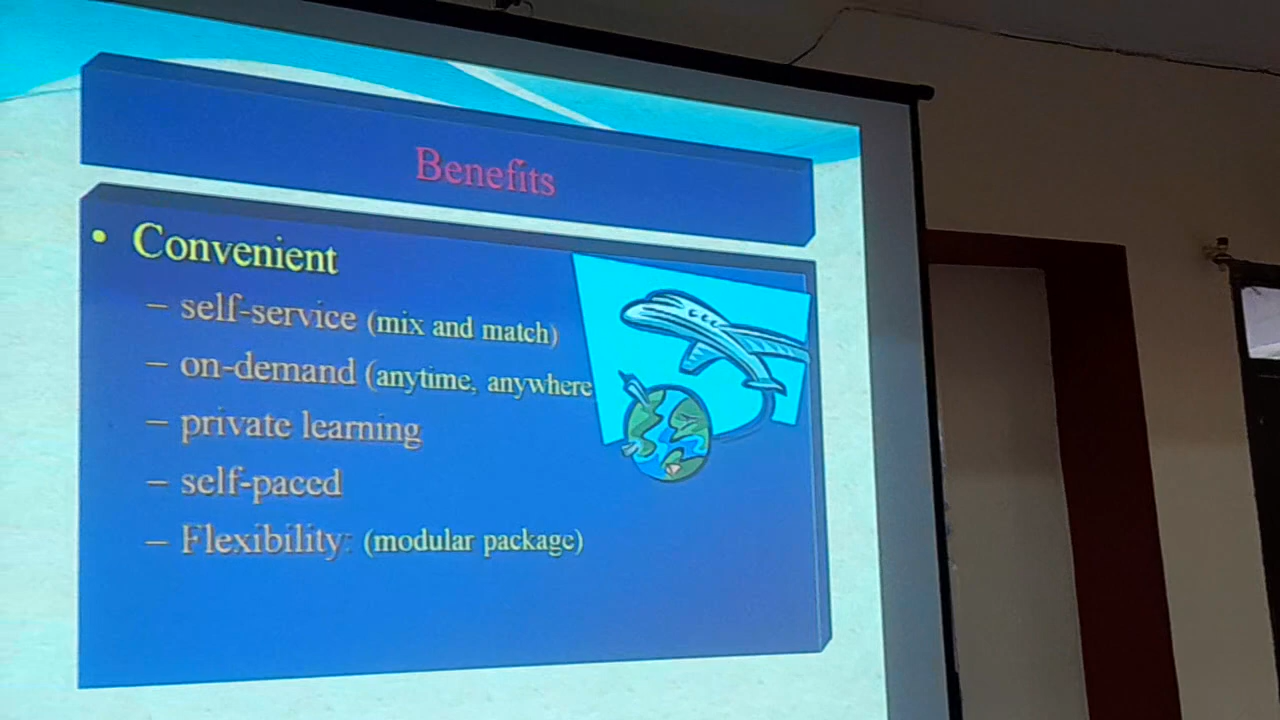 Benefits
• Convenient
– self-service (mix and match)
– on-demand (anytime, anywhere
– private learning
– self-paced
– Flexibility: (modular package)